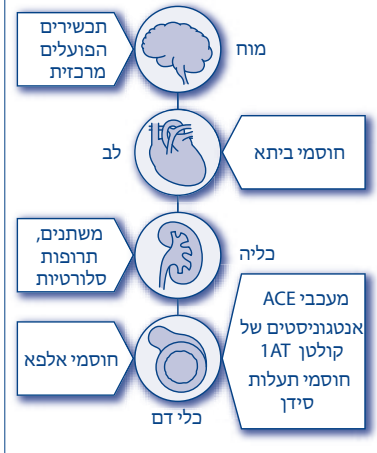 תכשירים
הפועלים
מרכזית
מוח
לב
חוסמי ביתא
משתנים,
תרופות
סלורטיות
כליה
מעכבי ACE
אנטגוניסטים של
קולטן 1AT
חוסמי תעלות
סידן
חוסמי אלפא
כלי דם